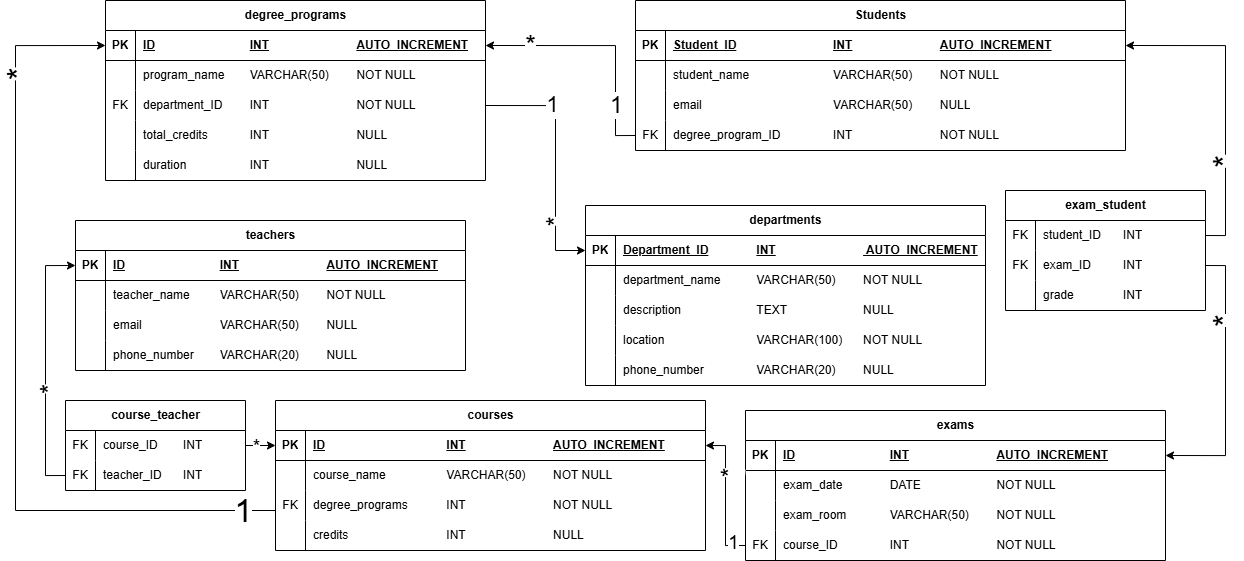 degree_programs
PK ID INT AUTO_INCREMENT
program_name VARCHAR(50) NOT NULL
FK department_ID INT NOT NULL
total_credits INT NULL
duration INT NULL
Students
PK Student_ID INT AUTO_INCREMENT
student_name VARCHAR(50) NOT NULL
email VARCHAR(50) NULL
FK degree_program_ID INT NOT NULL
*
*
1
1
*
*
exam_student
FK student_ID INT
FK exam_ID INT
grade INT
*
teachers
PK ID INT AUTO_INCREMENT
teacher_name VARCHAR(50) NOT NULL
email VARCHAR(50) NULL
phone_number VARCHAR(20) NULL
departments
PK Department_ID INT AUTO_INCREMENT
department_name VARCHAR(50) NOT NULL
description TEXT NULL
location VARCHAR(100) NOT NULL
phone_number VARCHAR(20) NULL
*
course_teacher
FK course_ID INT
FK teacher_ID INT
*
1
courses
PK ID INT AUTO_INCREMENT
course_name VARCHAR(50) NOT NULL
FK degree_programs INT NOT NULL
credits INT NULL
*
1
exams
PK ID INT AUTO_INCREMENT
exam_date DATE NOT NULL
exam_room VARCHAR(50) NOT NULL
FK course_ID INT NOT NULL